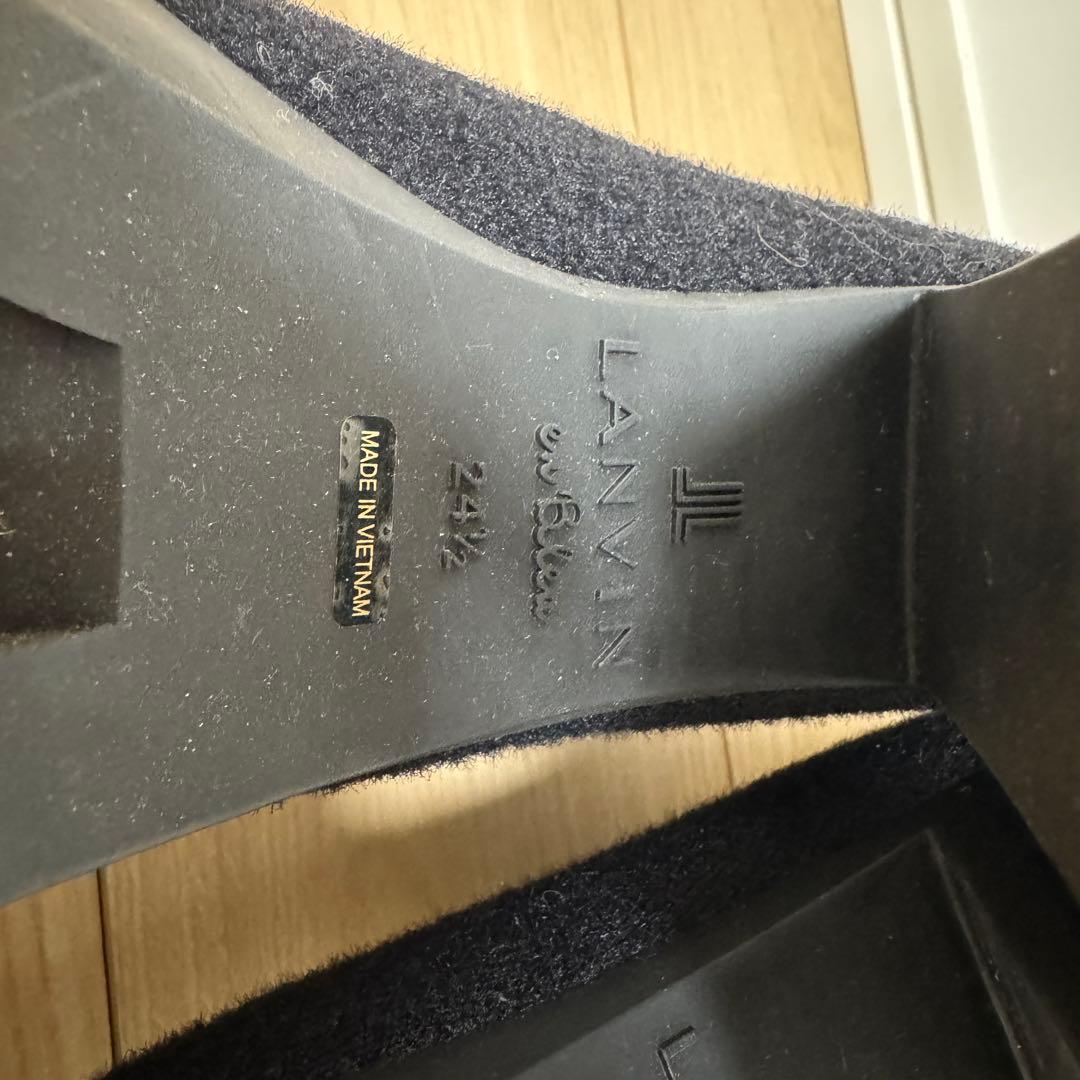 LANVIN
en Bleu
24½
MADE IN VIETNAM
L